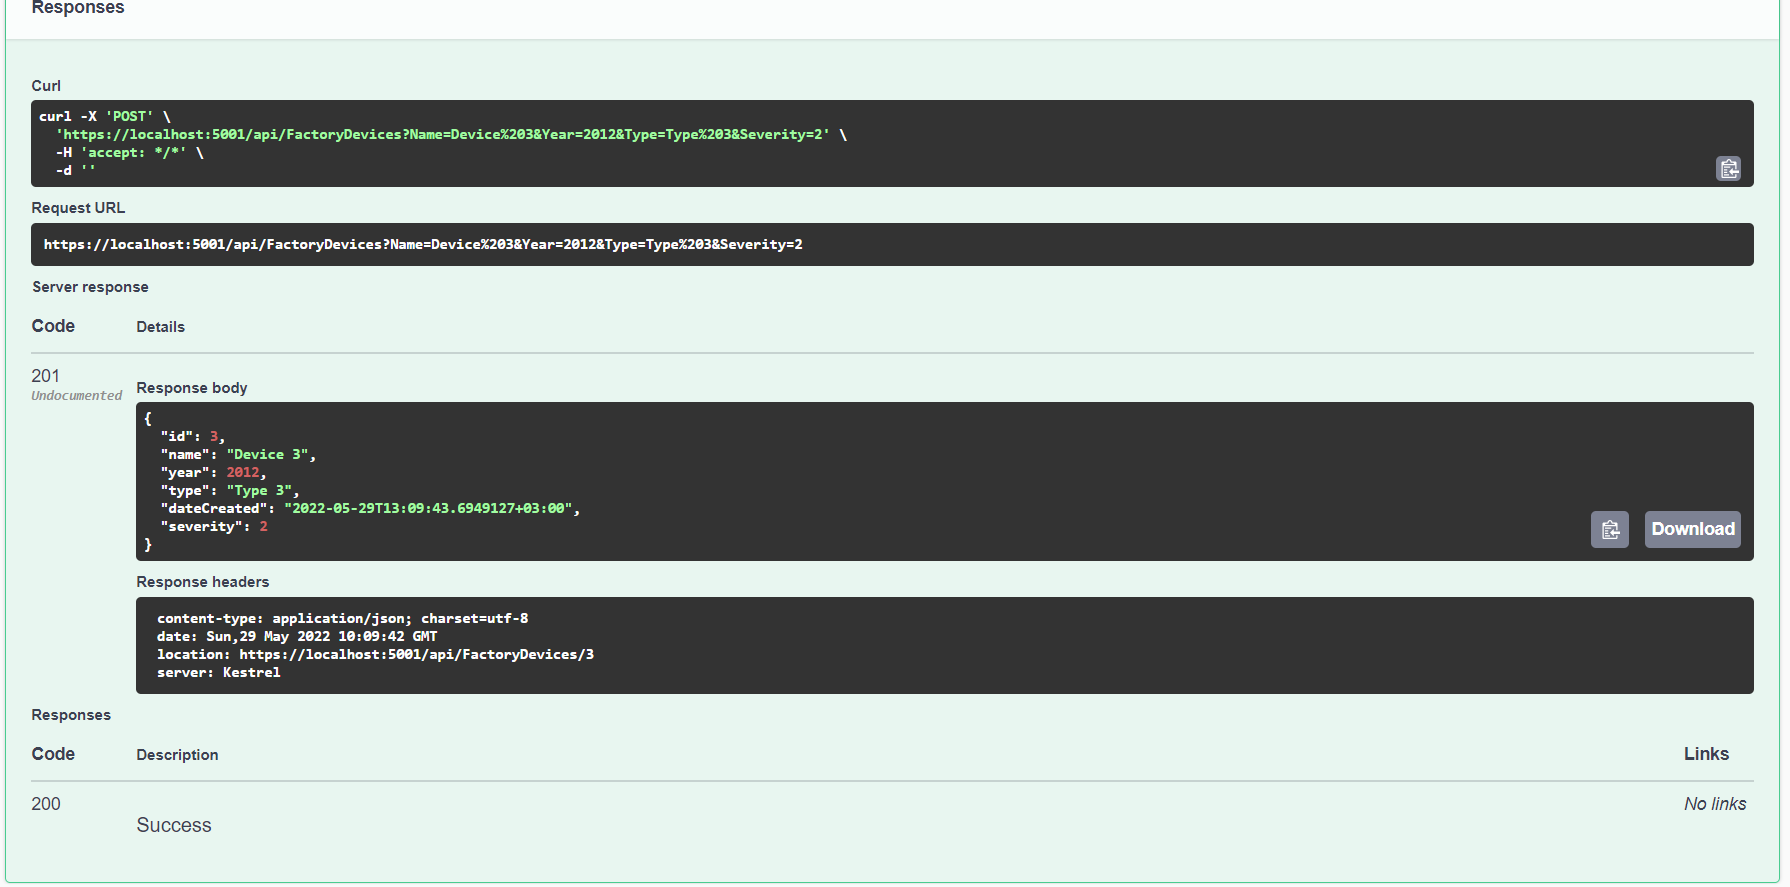 Responses
Curl
curl -X 'POST' \
  'https://localhost:5001/api/FactoryDevices?Name=Device%203&Year=2012&Type=Type%203&Severity=2' \
  -H 'accept: */*' \
  -d ''
Request URL
https://localhost:5001/api/FactoryDevices?Name=Device%203&Year=2012&Type=Type%203&Severity=2
Server response
Code Details
201
Undocumented
Response body
{
  "id": 3,
  "name": "Device 3",
  "year": 2012,
  "type": "Type 3",
  "dateCreated": "2022-05-29T13:09:43.6949127+03:00",
  "severity": 2
}
Download
Response headers
content-type: application/json; charset=utf-8
date: Sun,29 May 2022 10:09:42 GMT
location: https://localhost:5001/api/FactoryDevices/3
server: Kestrel
Responses
Code Description Links
200 No links
Success